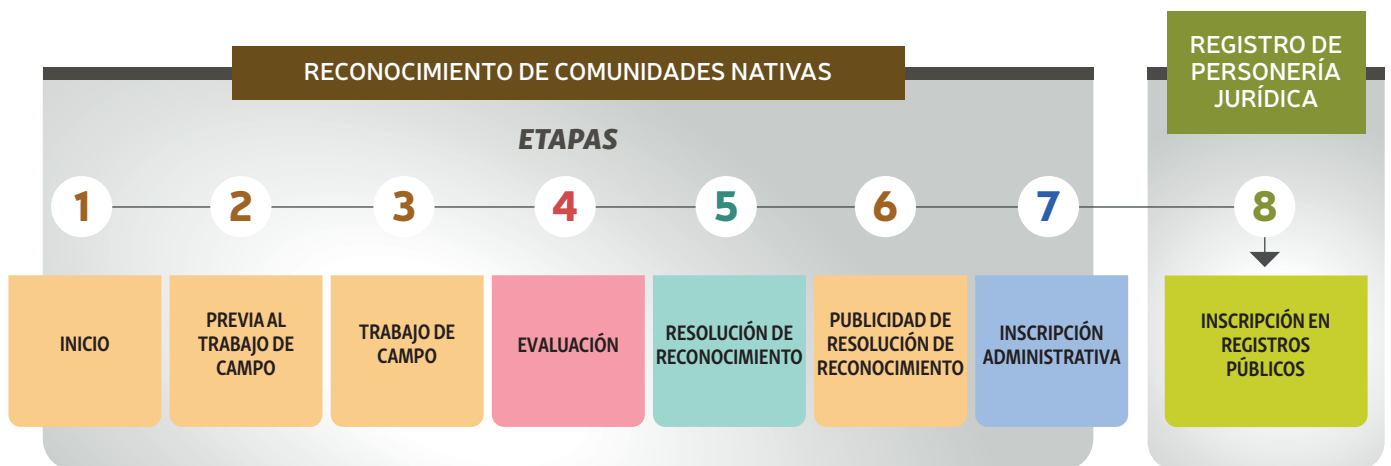 RECONOCIMIENTO DE COMUNIDADES NATIVAS
REGISTRO DE
PERSONERÍA
JURÍDICA
ETAPAS
1
2
3
4
5
6
7
8
INICIO
PREVIA AL
TRABAJO DE
CAMPO
TRABAJO DE
CAMPO
EVALUACIÓN
RESOLUCIÓN DE
RECONOCIMIENTO
PUBLICIDAD DE
RESOLUCIÓN DE
RECONOCIMIENTO
INSCRIPCIÓN
ADMINISTRATIVA
INSCRIPCIÓN EN
REGISTROS
PÚBLICOS